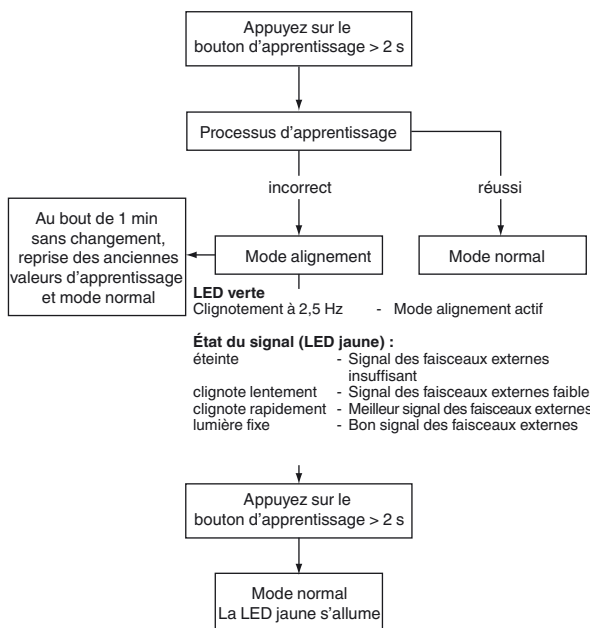 Appuyez sur le
bouton d'apprentissage > 2 s
Processus d'apprentissage
incorrect
réussi
Au bout de 1 min
sans changement,
reprise des anciennes
valeurs d'apprentissage
et mode normal
Mode alignement
Mode normal
LED verte
Clignotement à 2,5 Hz - Mode alignement actif
État du signal (LED jaune) :
éteinte - Signal des faisceaux externes
insuffisant
clignote lentement - Signal des faisceaux externes faible
clignote rapidement - Meilleur signal des faisceaux externes
lumière fixe - Bon signal des faisceaux externes
Appuyez sur le
bouton d'apprentissage > 2 s
Mode normal
La LED jaune s'allume